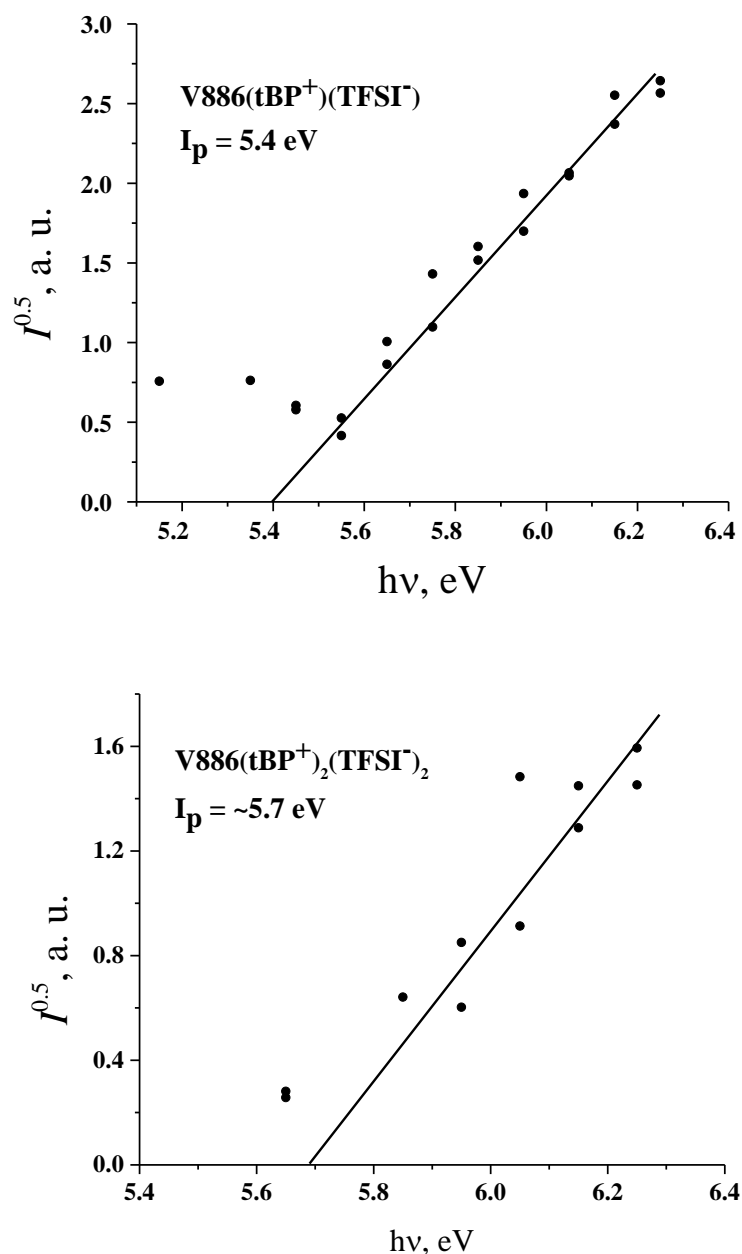 3.0
V886(tBP⁺)(TFSI⁻)
2.5
Ip = 5.4 eV
2.0
1.5
I^0.5, a. u.
1.0
0.5
0.0
5.2 5.4 5.6 5.8 6.0 6.2 6.4
hν, eV
1.6
V886(tBP⁺)₂(TFSI⁻)₂
Ip = ~5.7 eV
1.2
I^0.5, a. u.
0.8
0.4
0.0
5.4 5.6 5.8 6.0 6.2 6.4
hν, eV